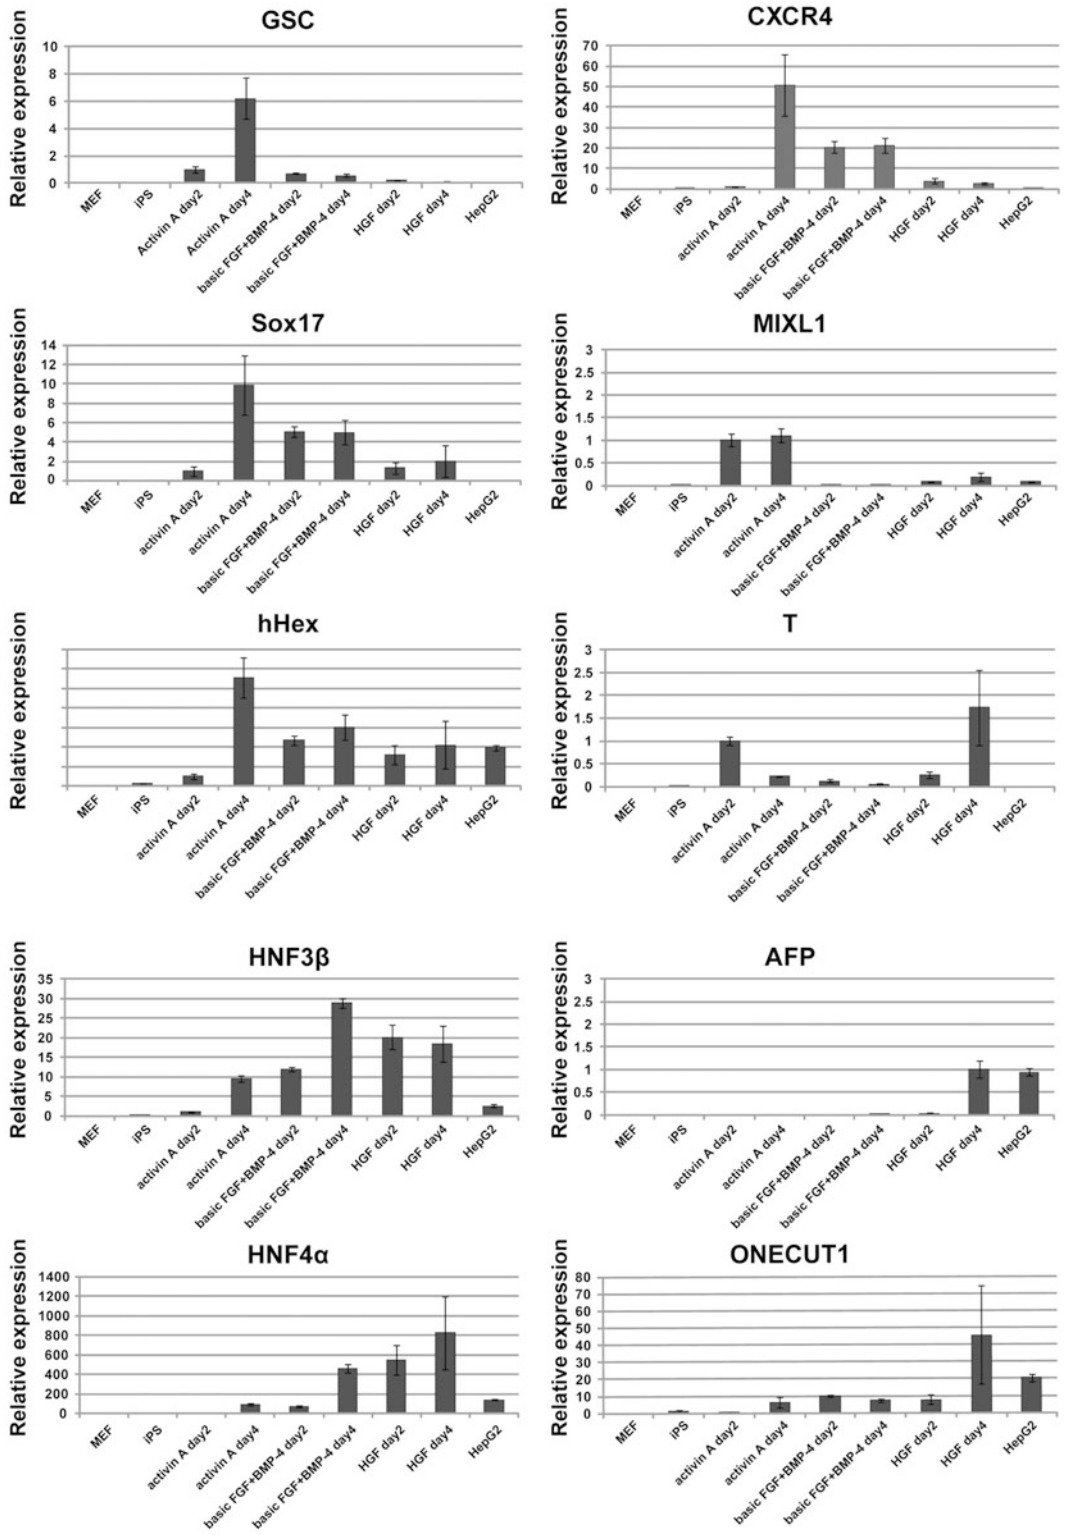 GSC
Relative expression
10
8
6
4
2
0
MEF
iPS
Activin A day2
Activin A day4
basic FGF+BMP-4 day2
basic FGF+BMP-4 day4
HGF day2
HGF day4
HepG2
CXCR4
Relative expression
70
60
50
40
30
20
10
0
MEF
iPS
activin A day2
activin A day4
basic FGF+BMP-4 day2
basic FGF+BMP-4 day4
HGF day2
HGF day4
HepG2
Sox17
Relative expression
14
12
10
8
6
4
2
0
MEF
iPS
activin A day2
activin A day4
basic FGF+BMP-4 day2
basic FGF+BMP-4 day4
HGF day2
HGF day4
HepG2
MIXL1
Relative expression
3
2.5
2
1.5
1
0.5
0
MEF
iPS
activin A day2
activin A day4
basic FGF+BMP-4 day2
basic FGF+BMP-4 day4
HGF day2
HGF day4
HepG2
hHex
Relative expression
MEF
iPS
activin A day2
activin A day4
basic FGF+BMP-4 day2
basic FGF+BMP-4 day4
HGF day2
HGF day4
HepG2
T
Relative expression
3
2.5
2
1.5
1
0.5
0
MEF
iPS
activin A day2
activin A day4
basic FGF+BMP-4 day2
basic FGF+BMP-4 day4
HGF day2
HGF day4
HepG2
HNF3β
Relative expression
35
30
25
20
15
10
5
0
MEF
iPS
activin A day2
activin A day4
basic FGF+BMP-4 day2
basic FGF+BMP-4 day4
HGF day2
HGF day4
HepG2
AFP
Relative expression
3
2.5
2
1.5
1
0.5
0
MEF
iPS
activin A day2
activin A day4
basic FGF+BMP-4 day2
basic FGF+BMP-4 day4
HGF day2
HGF day4
HepG2
HNF4α
Relative expression
1400
1200
1000
800
600
400
200
0
MEF
iPS
activin A day2
activin A day4
basic FGF+BMP-4 day2
basic FGF+BMP-4 day4
HGF day2
HGF day4
HepG2
ONECUT1
Relative expression
80
70
60
50
40
30
20
10
0
MEF
iPS
activin A day2
activin A day4
basic FGF+BMP-4 day2
basic FGF+BMP-4 day4
HGF day2
HGF day4
HepG2